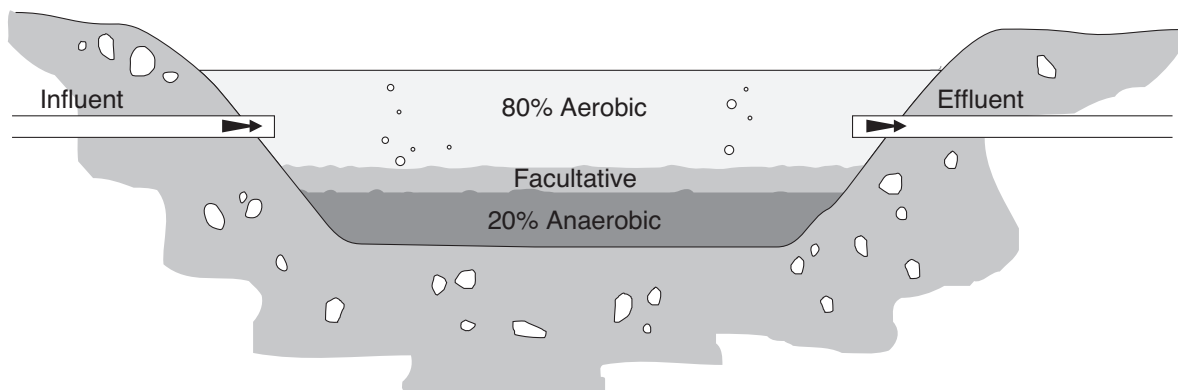 Influent
80% Aerobic
Effluent
Facultative
20% Anaerobic